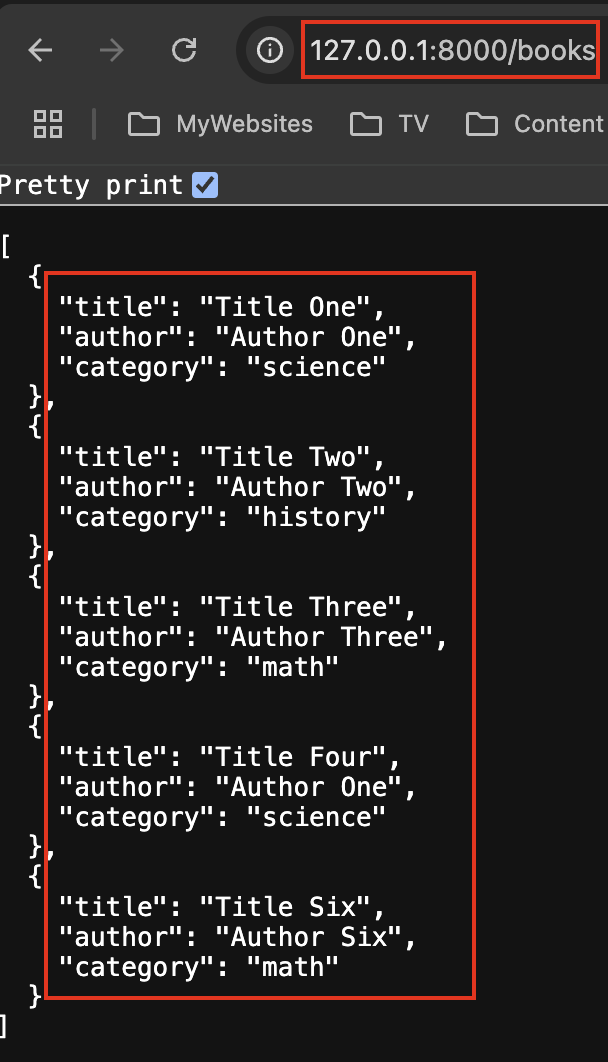 127.0.0.1:8000/books
MyWebsites TV Content
Pretty print
[
  {
    "title": "Title One",
    "author": "Author One",
    "category": "science"
  },
  {
    "title": "Title Two",
    "author": "Author Two",
    "category": "history"
  },
  {
    "title": "Title Three",
    "author": "Author Three",
    "category": "math"
  },
  {
    "title": "Title Four",
    "author": "Author One",
    "category": "science"
  },
  {
    "title": "Title Six",
    "author": "Author Six",
    "category": "math"
  }
]